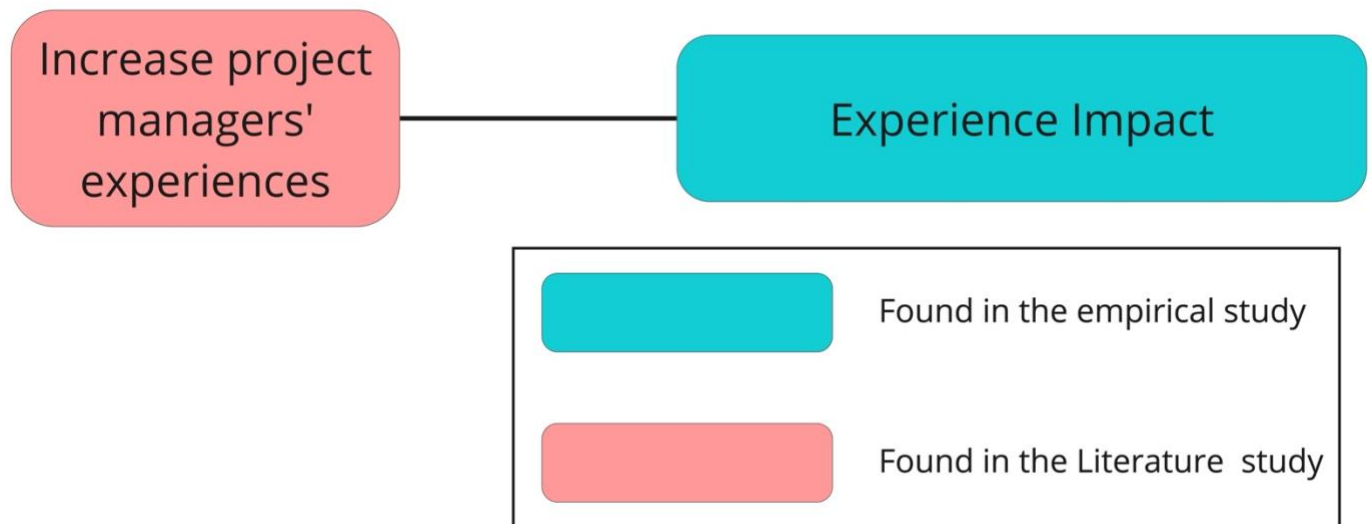 Increase project
managers'
experiences
Experience Impact
Found in the empirical study
Found in the Literature study